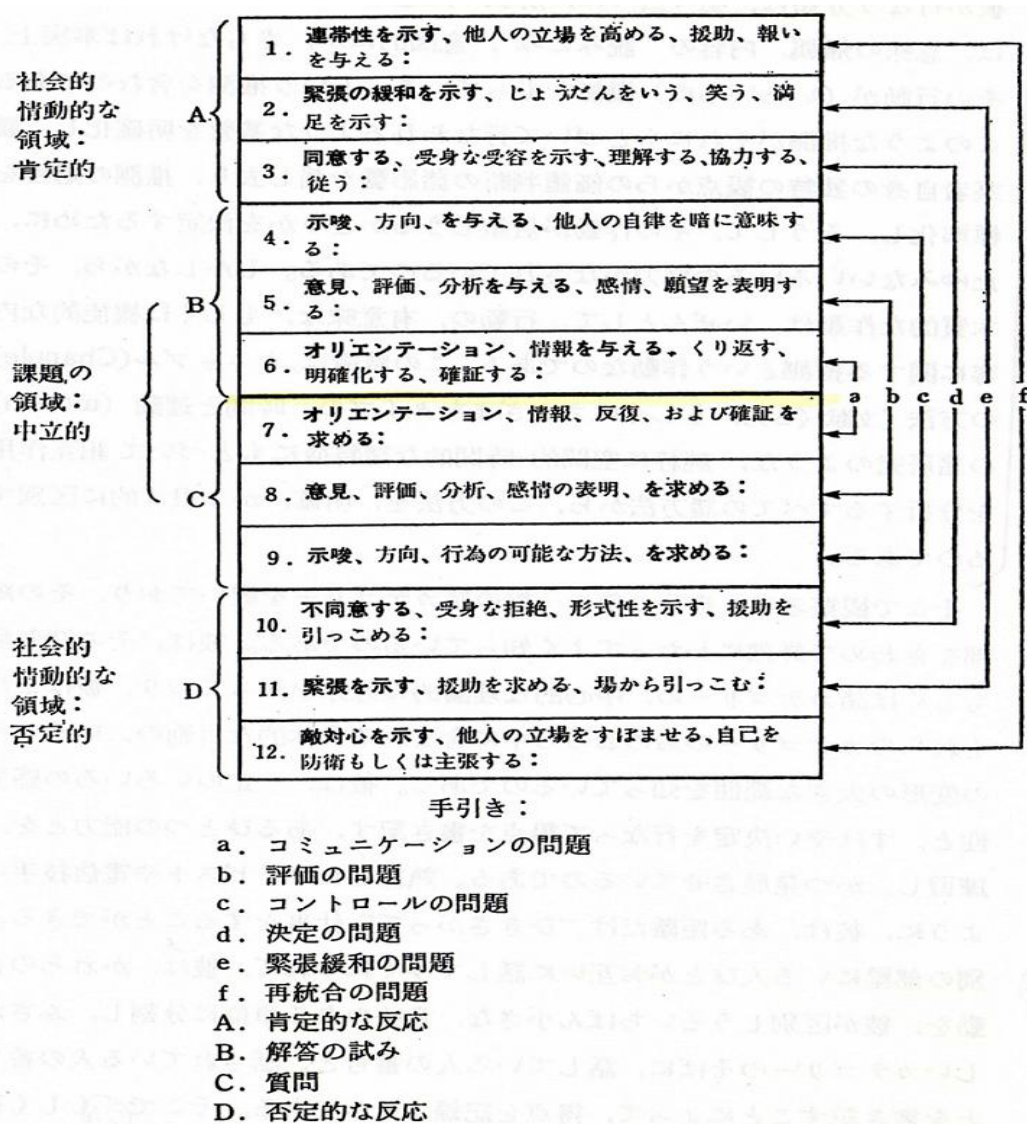 社会的
情動的な
領域：
肯定的
課題の
領域：
中立的
社会的
情動的な
領域：
否定的
A
B
C
D
1. 連帯性を示す、他人の立場を高める、援助、報い
を与える：
2. 緊張の緩和を示す、じょうだんをいう、笑う、満
足を示す：
3. 同意する、受身な受容を示す、理解する、協力する、
従う：
4. 示唆、方向、を与える、他人の自律を暗に意味す
る：
5. 意見、評価、分析を与える、感情、願望を表明す
る：
6. オリエンテーション、情報を与える、くり返す、
明確化する、確証する：
7. オリエンテーション、情報、反復、および確証を
求める：
8. 意見、評価、分析、感情の表明、を求める：
9. 示唆、方向、行為の可能な方法、を求める：
10. 不同意する、受身な拒絶、形式性を示す、援助を
引っこめる：
11. 緊張を示す、援助を求める、場から引っこむ：
12. 敵対心を示す、他人の立場をすぼませる、自己を
防衛もしくは主張する：
a b c d e f
手引き：
a. コミュニケーションの問題
b. 評価の問題
c. コントロールの問題
d. 決定の問題
e. 緊張緩和の問題
f. 再統合の問題
A. 肯定的な反応
B. 解答の試み
C. 質問
D. 否定的な反応